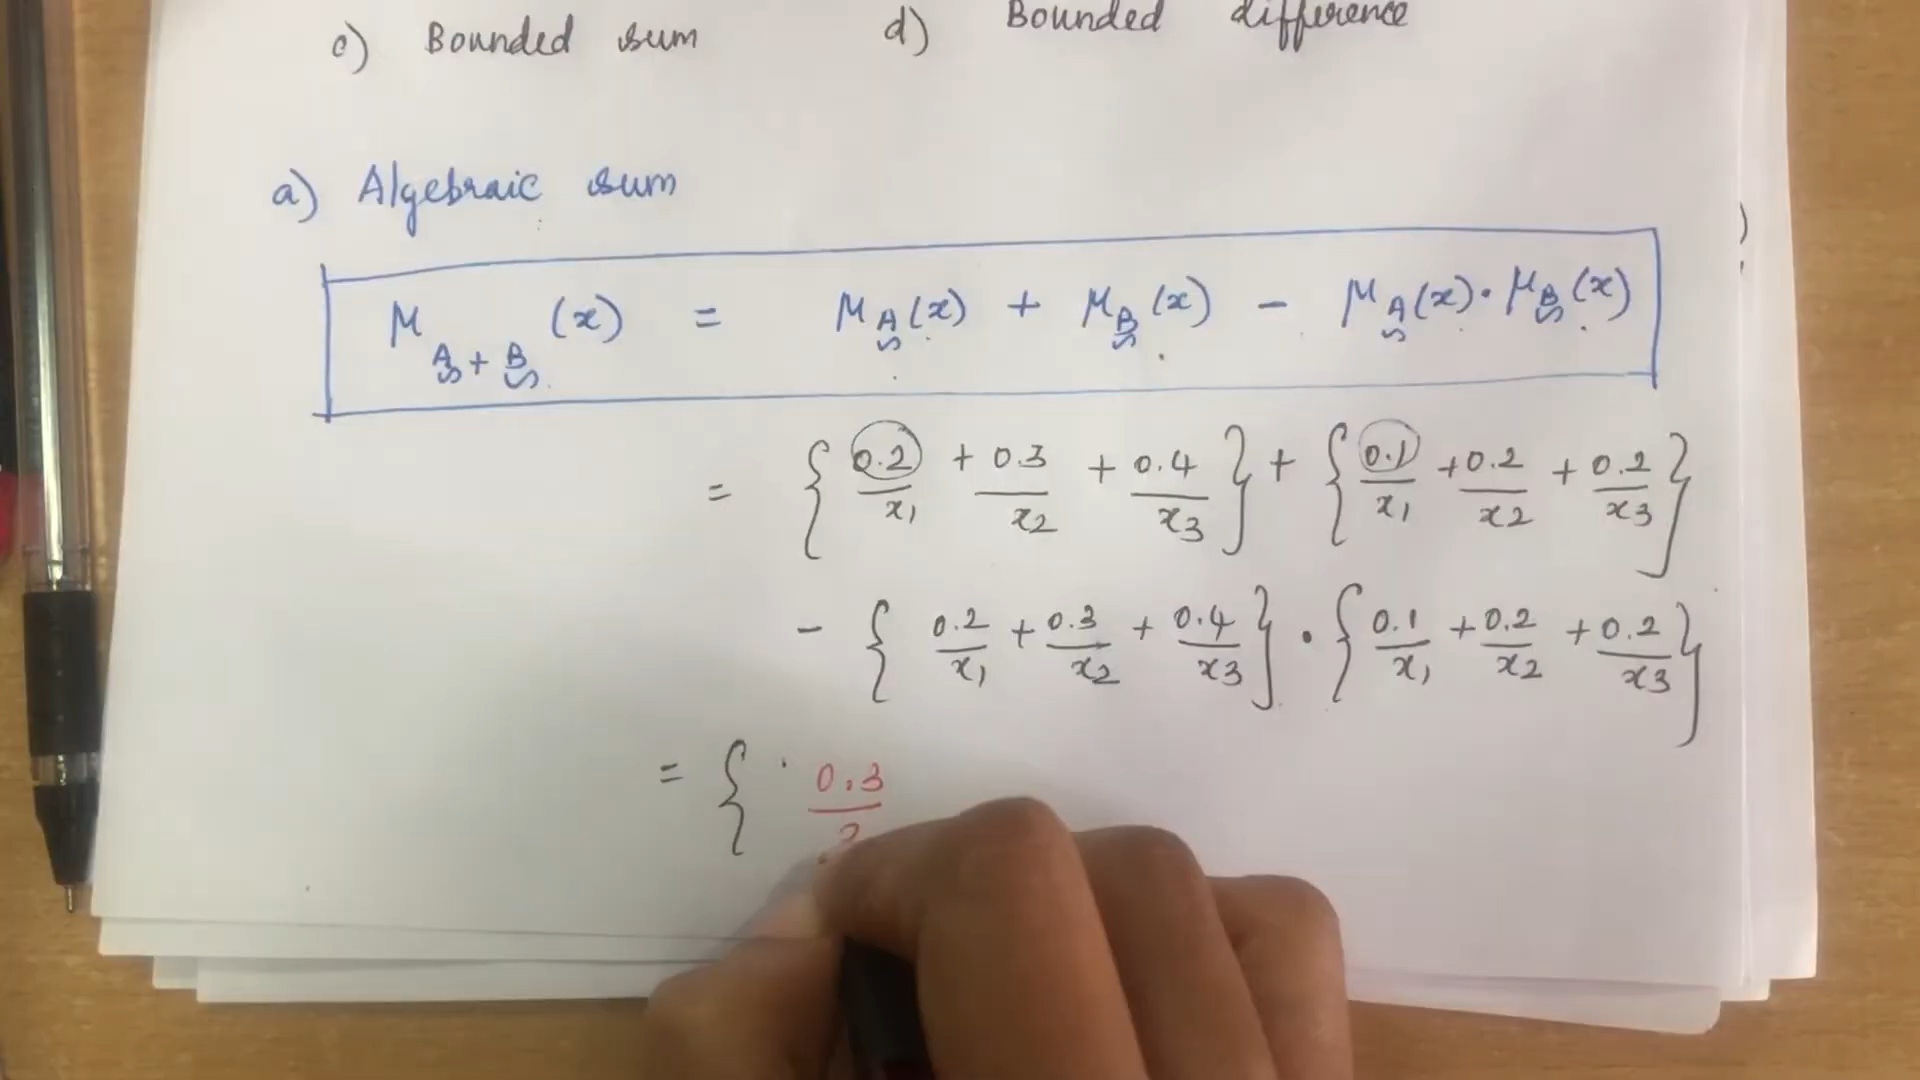 c) Bounded sum d) Bounded difference
a) Algebraic sum
μ A̰+B̰ (x) = μA̰(x) + μB̰(x) - μA̰(x)·μB̰(x)
= { 0.2/x1 + 0.3/x2 + 0.4/x3 } + { 0.1/x1 + 0.2/x2 + 0.2/x3 }
- { 0.2/x1 + 0.3/x2 + 0.4/x3 } · { 0.1/x1 + 0.2/x2 + 0.2/x3 }
= { 0.3